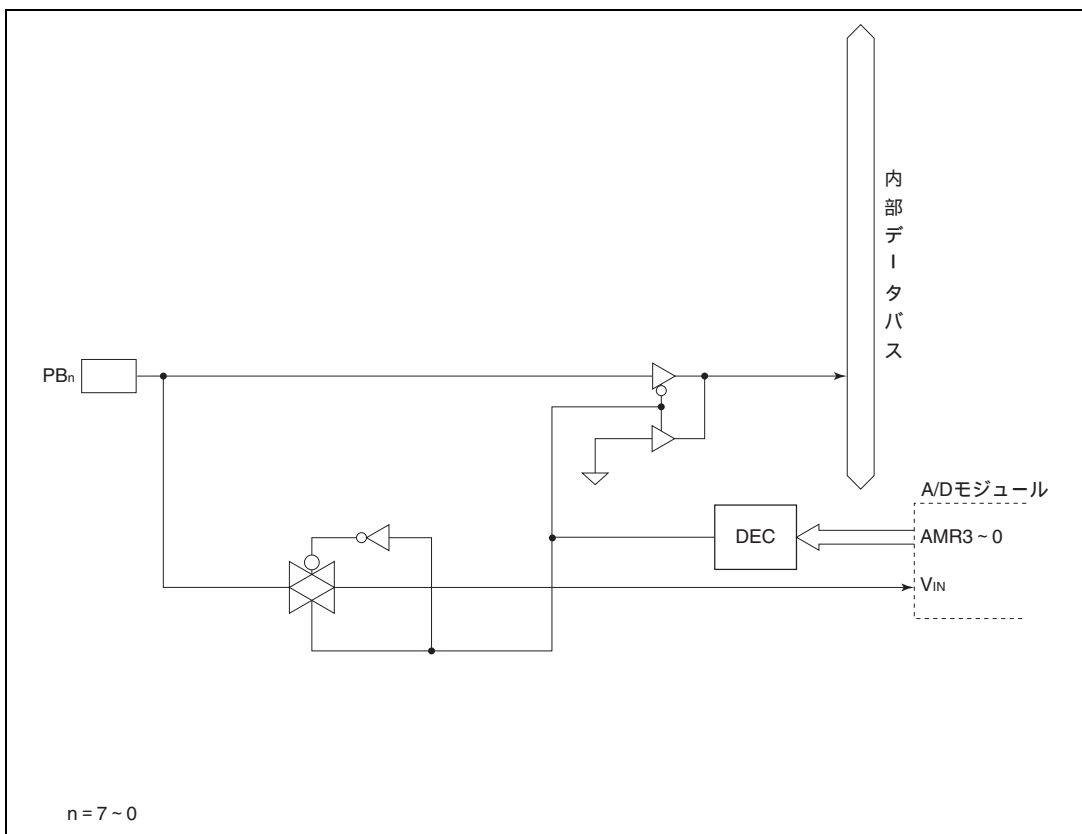 内部データバス
PBn
A/Dモジュール
DEC
AMR3 ~ 0
VIN
n = 7 ~ 0